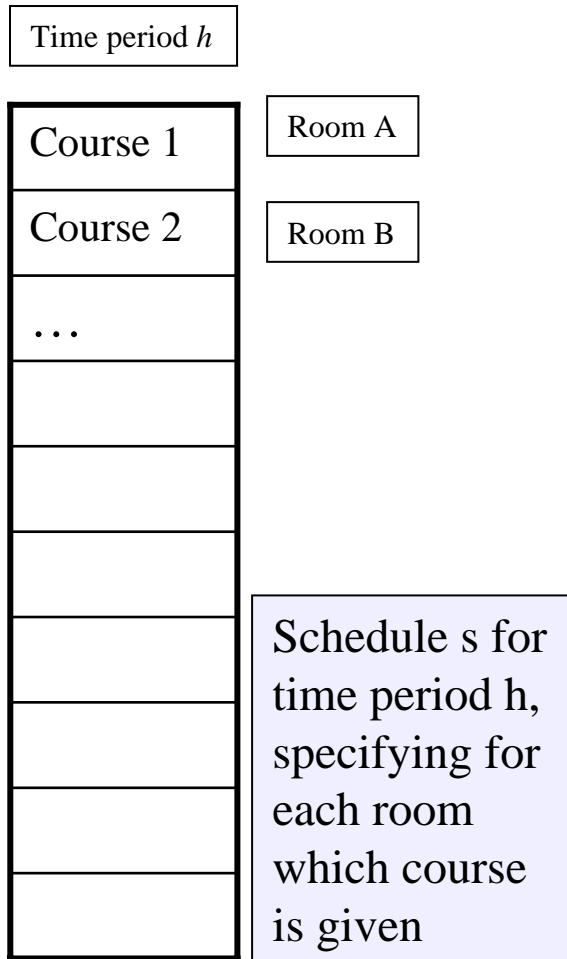 Time period h
Course 1
Room A
Course 2
Room B
…
Schedule s for
time period h,
specifying for
each room
which course
is given